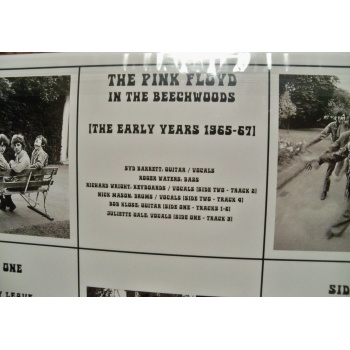 THE PINK FLOYD
IN THE BEECHWOODS
[THE EARLY YEARS 1965-67]
SYD BARRETT: GUITAR / VOCALS
ROGER WATERS: BASS
RICHARD WRIGHT: KEYBOARDS / VOCALS [SIDE TWO - TRACK 2]
NICK MASON: DRUMS / VOCALS [SIDE TWO - TRACK 4]
BOB KLOSE: GUITAR [SIDE ONE - TRACKS 1-6]
JULIETTE GALE: VOCALS [SIDE ONE - TRACK 3]
ONE
SID